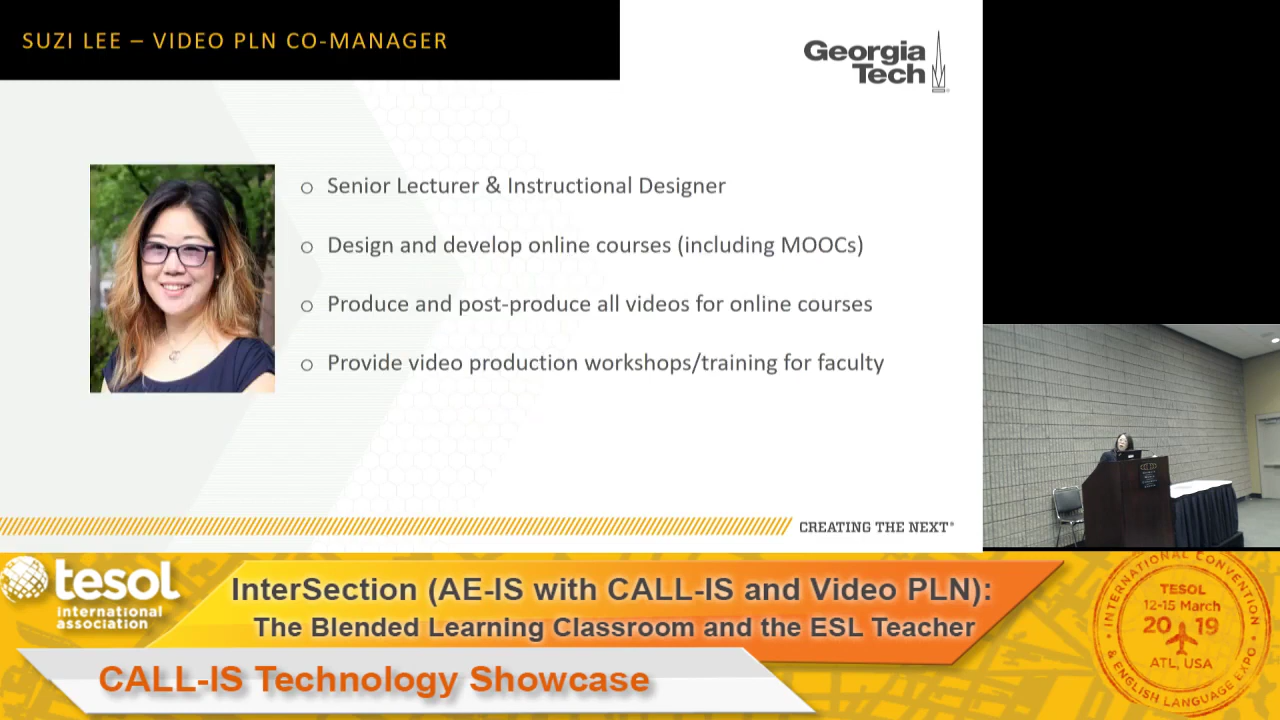 SUZI LEE – VIDEO PLN CO-MANAGER
Georgia
Tech
o Senior Lecturer & Instructional Designer
o Design and develop online courses (including MOOCs)
o Produce and post-produce all videos for online courses
o Provide video production workshops/training for faculty
CREATING THE NEXT®
tesol
international
association
InterSection (AE-IS with CALL-IS and Video PLN):
The Blended Learning Classroom and the ESL Teacher
CALL-IS Technology Showcase
INTERNATIONAL CONVENTION
TESOL
12-15 March
20 19
ATL, USA
& ENGLISH LANGUAGE EXPO